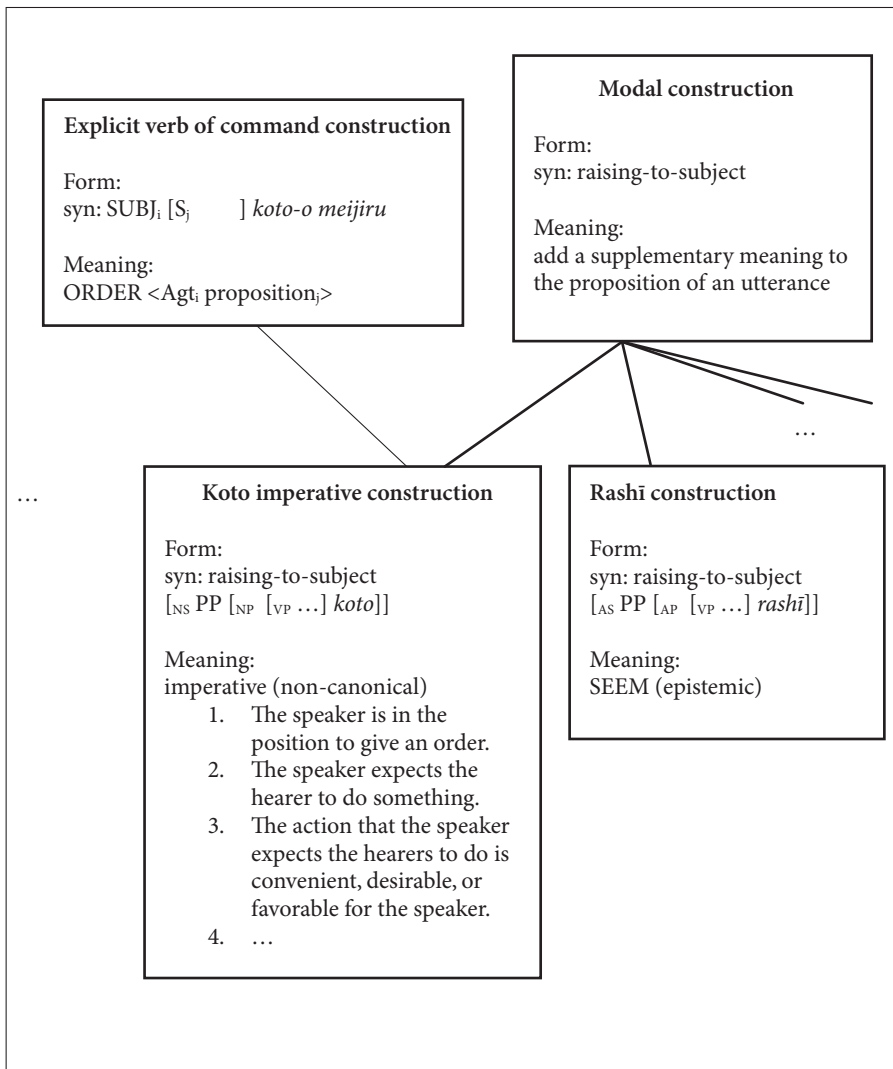 Explicit verb of command construction
Form:
syn: SUBJᵢ [Sⱼ ] koto-o meijiru
Meaning:
ORDER <Agtᵢ propositionⱼ>
Modal construction
Form:
syn: raising-to-subject
Meaning:
add a supplementary meaning to
the proposition of an utterance
…
…
Koto imperative construction
Form:
syn: raising-to-subject
[NS PP [NP [VP …] koto]]
Meaning:
imperative (non-canonical)
1. The speaker is in the
position to give an order.
2. The speaker expects the
hearer to do something.
3. The action that the speaker
expects the hearers to do is
convenient, desirable, or
favorable for the speaker.
4. …
Rashī construction
Form:
syn: raising-to-subject
[AS PP [AP [VP …] rashī]]
Meaning:
SEEM (epistemic)